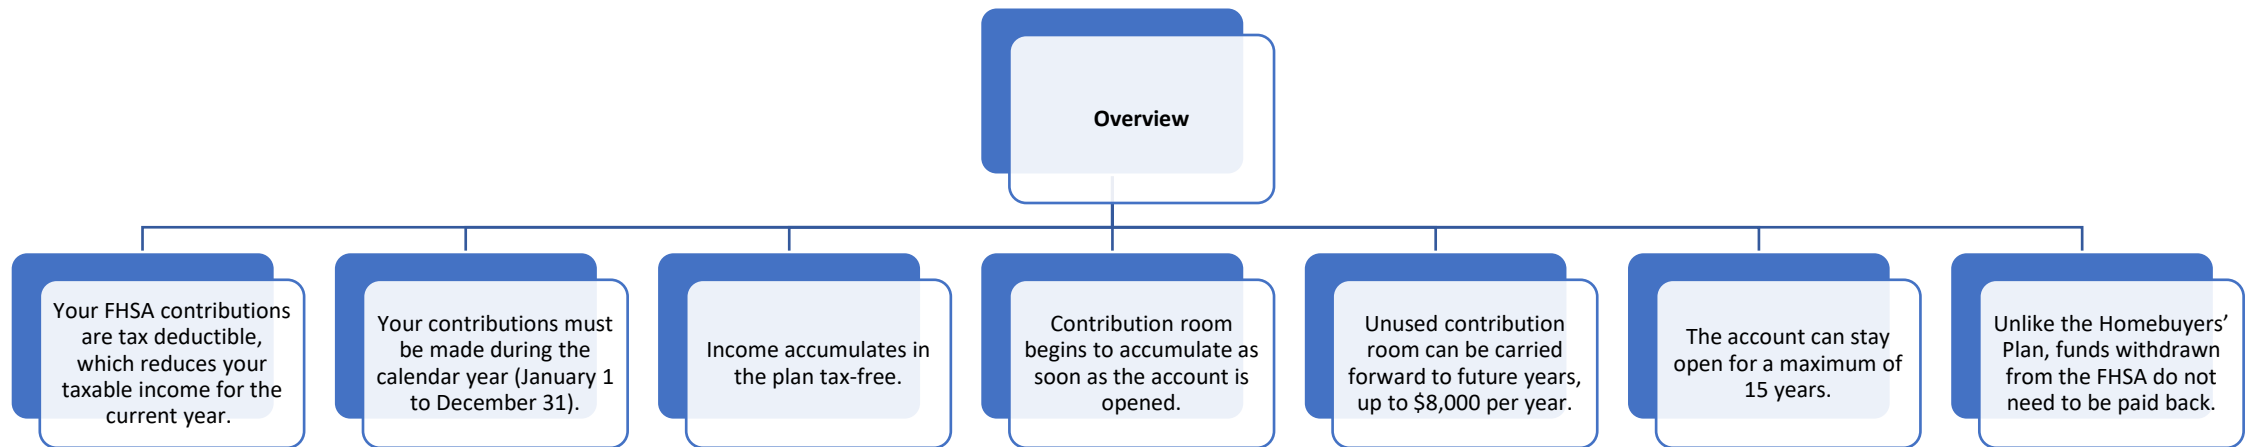 Overview
Your FHSA contributions
are tax deductible,
which reduces your
taxable income for the
current year.
Your contributions must
be made during the
calendar year (January 1
to December 31).
Income accumulates in
the plan tax-free.
Contribution room
begins to accumulate as
soon as the account is
opened.
Unused contribution
room can be carried
forward to future years,
up to $8,000 per year.
The account can stay
open for a maximum of
15 years.
Unlike the Homebuyers’
Plan, funds withdrawn
from the FHSA do not
need to be paid back.